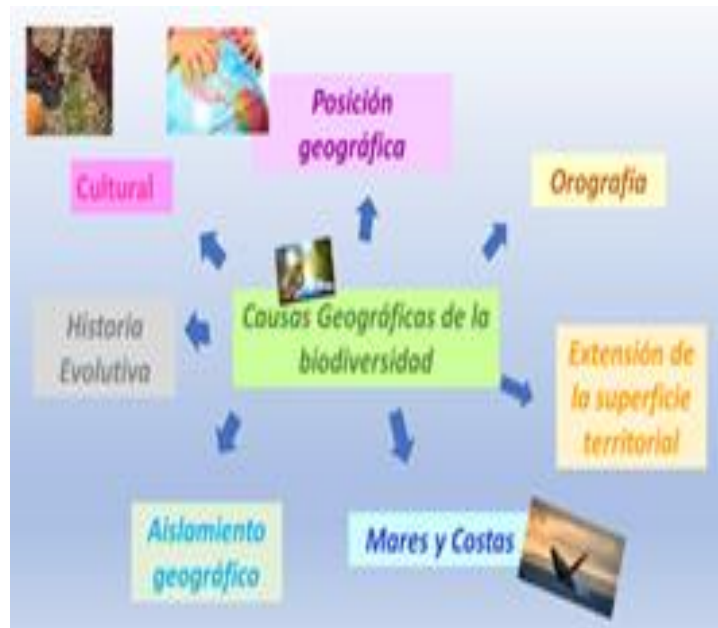 Posición
geográfica
Cultural
Orografía
Causas Geográficas de la
biodiversidad
Historia
Evolutiva
Extensión de
la superficie
territorial
Aislamiento
geográfico
Mares y Costas